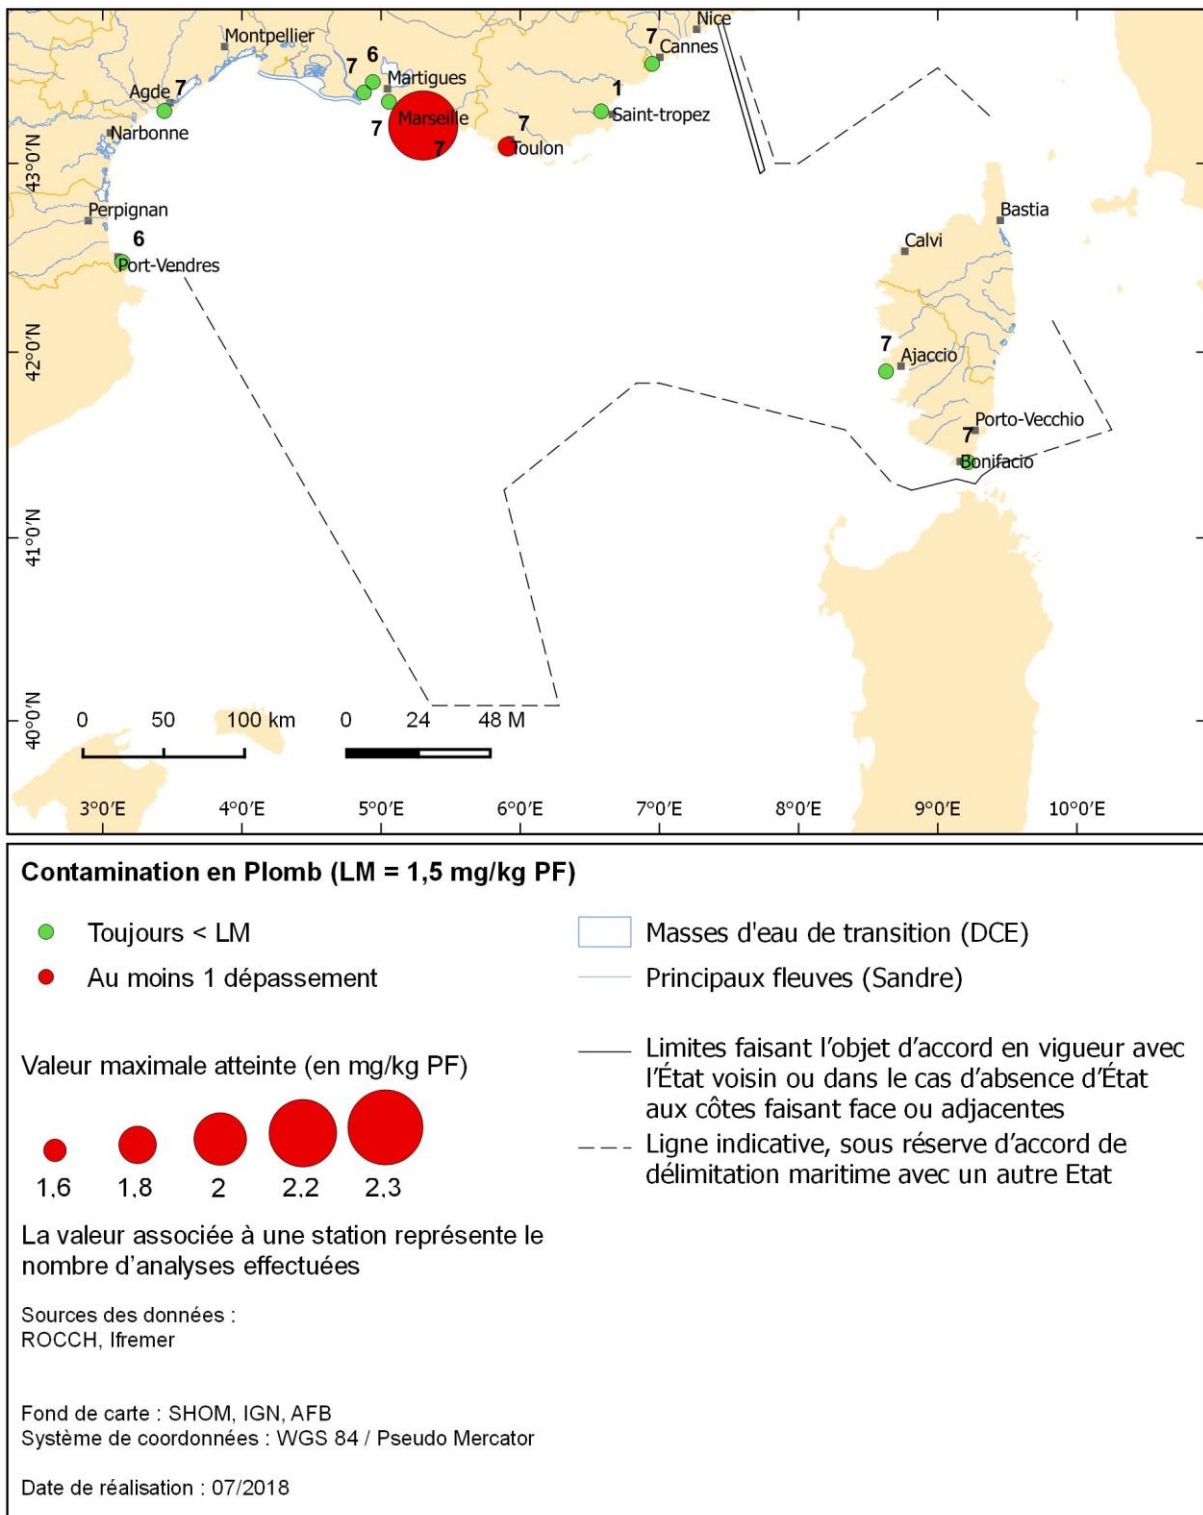 Nice
7
Cannes
Montpellier
6
7
Martigues
Agde
7
1
Saint-tropez
Marseille
7
7
7
Toulon
Narbonne
43°0'N
Perpignan
6
Port-Vendres
Bastia
Calvi
42°0'N
7
Ajaccio
Porto-Vecchio
7
Bonifacio
41°0'N
40°0'N
0 50 100 km
0 24 48 M
3°0'E 4°0'E 5°0'E 6°0'E 7°0'E 8°0'E 9°0'E 10°0'E
Contamination en Plomb (LM = 1,5 mg/kg PF)
Toujours < LM
Au moins 1 dépassement
Valeur maximale atteinte (en mg/kg PF)
1,6 1,8 2 2,2 2,3
La valeur associée à une station représente le
nombre d'analyses effectuées
Sources des données :
ROCCH, Ifremer
Fond de carte : SHOM, IGN, AFB
Système de coordonnées : WGS 84 / Pseudo Mercator
Date de réalisation : 07/2018
Masses d'eau de transition (DCE)
Principaux fleuves (Sandre)
Limites faisant l'objet d'accord en vigueur avec
l'État voisin ou dans le cas d'absence d'État
aux côtes faisant face ou adjacentes
Ligne indicative, sous réserve d'accord de
délimitation maritime avec un autre Etat